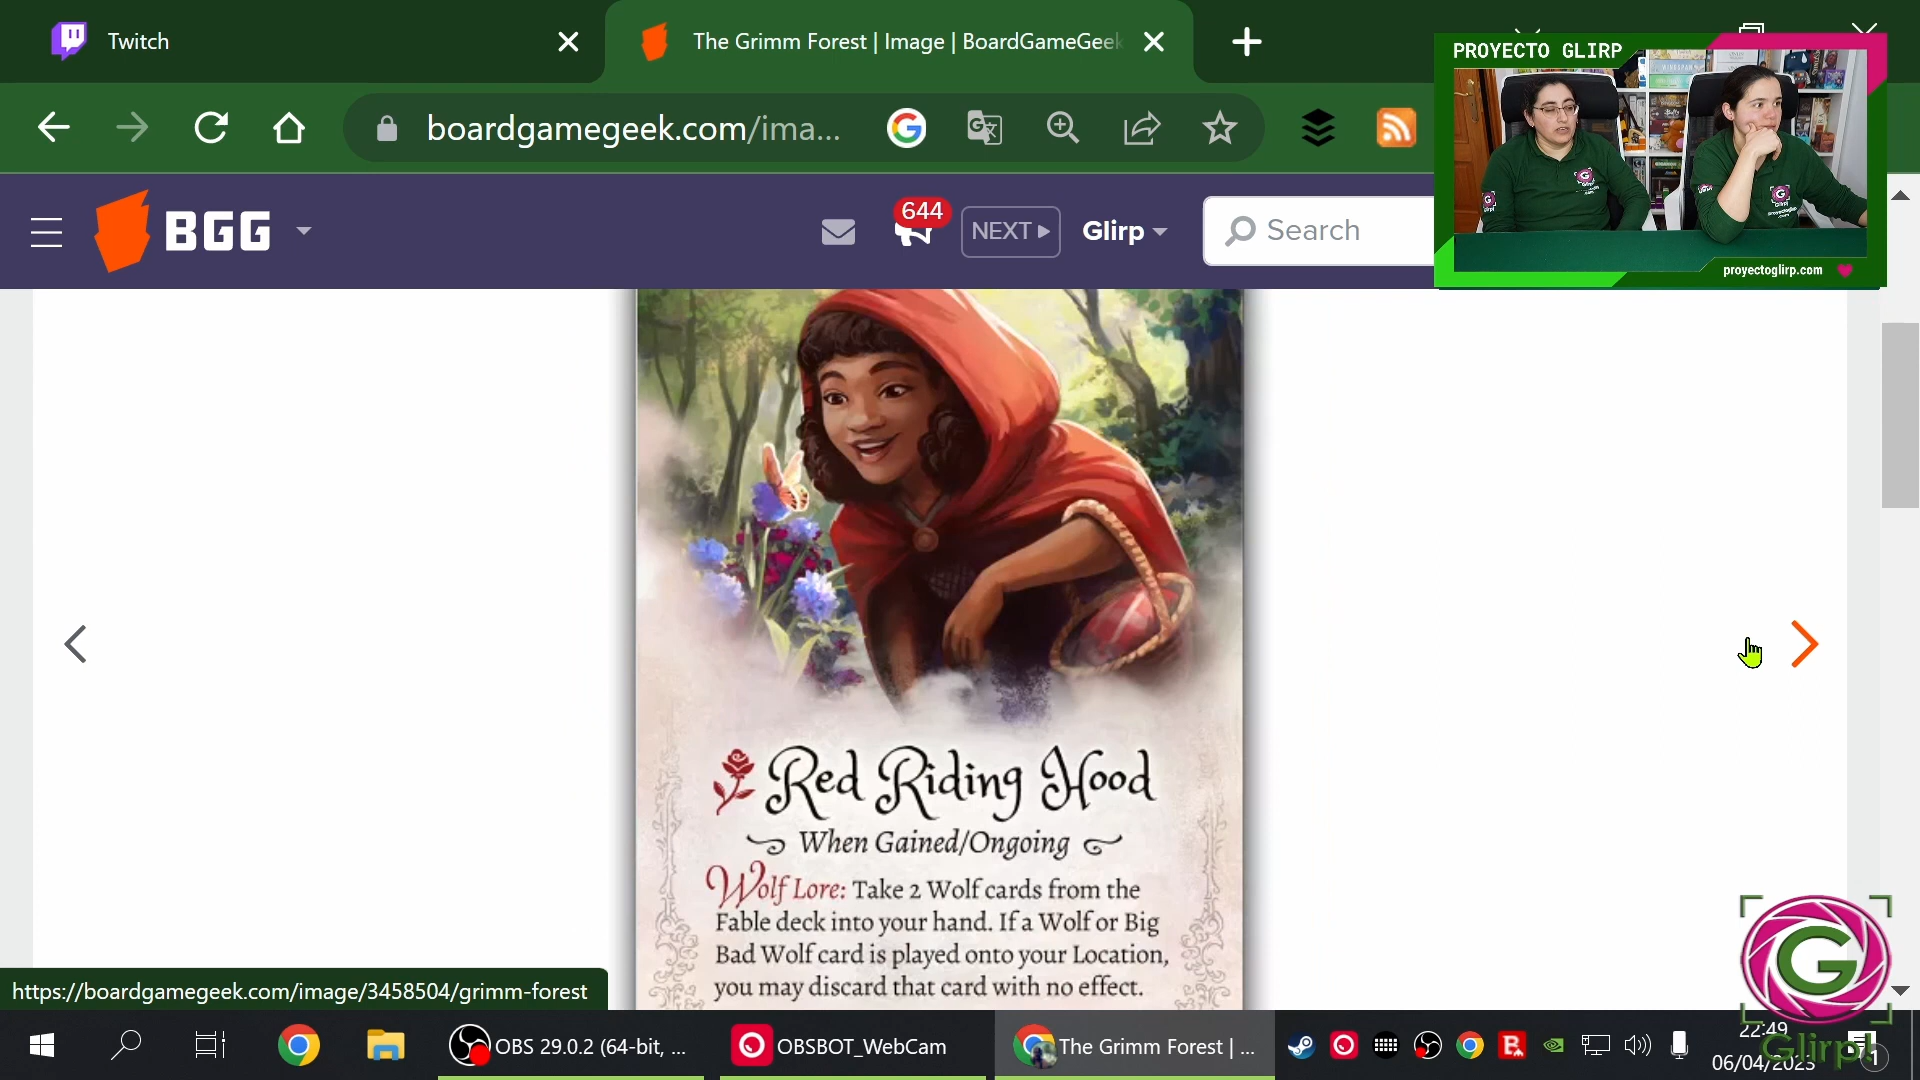 Twitch
The Grimm Forest | Image | BoardGameGeek
PROYECTO GLIRP
boardgamegeek.com/ima...
BGG
644
NEXT
Glirp
Search
proyectoglirp.com
Red Riding Hood
When Gained/Ongoing
Wolf Lore: Take 2 Wolf cards from the
Fable deck into your hand. If a Wolf or Big
Bad Wolf card is played onto your Location,
you may discard that card with no effect.
https://boardgamegeek.com/image/3458504/grimm-forest
G
Glirp!
OBS 29.0.2 (64-bit, ...
OBSBOT_WebCam
The Grimm Forest | ...
22:49
06/04/2023
1